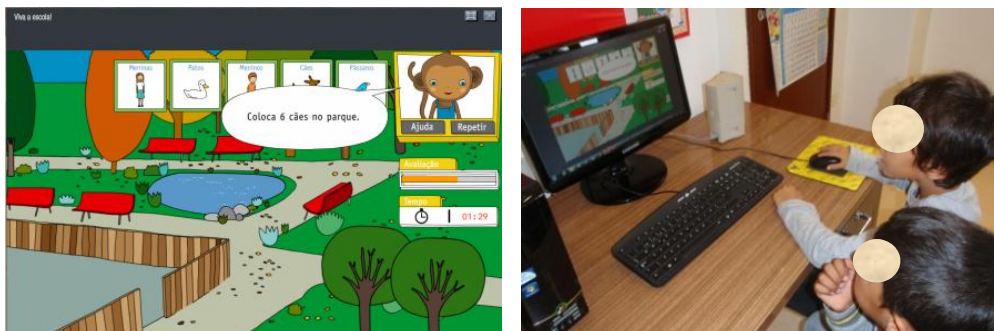 Viva a escola!
Meninas
Patos
Meninos
Cães
Pássaros
Coloca 6 cães no parque.
Ajuda
Repetir
Avaliação
Tempo
01:29